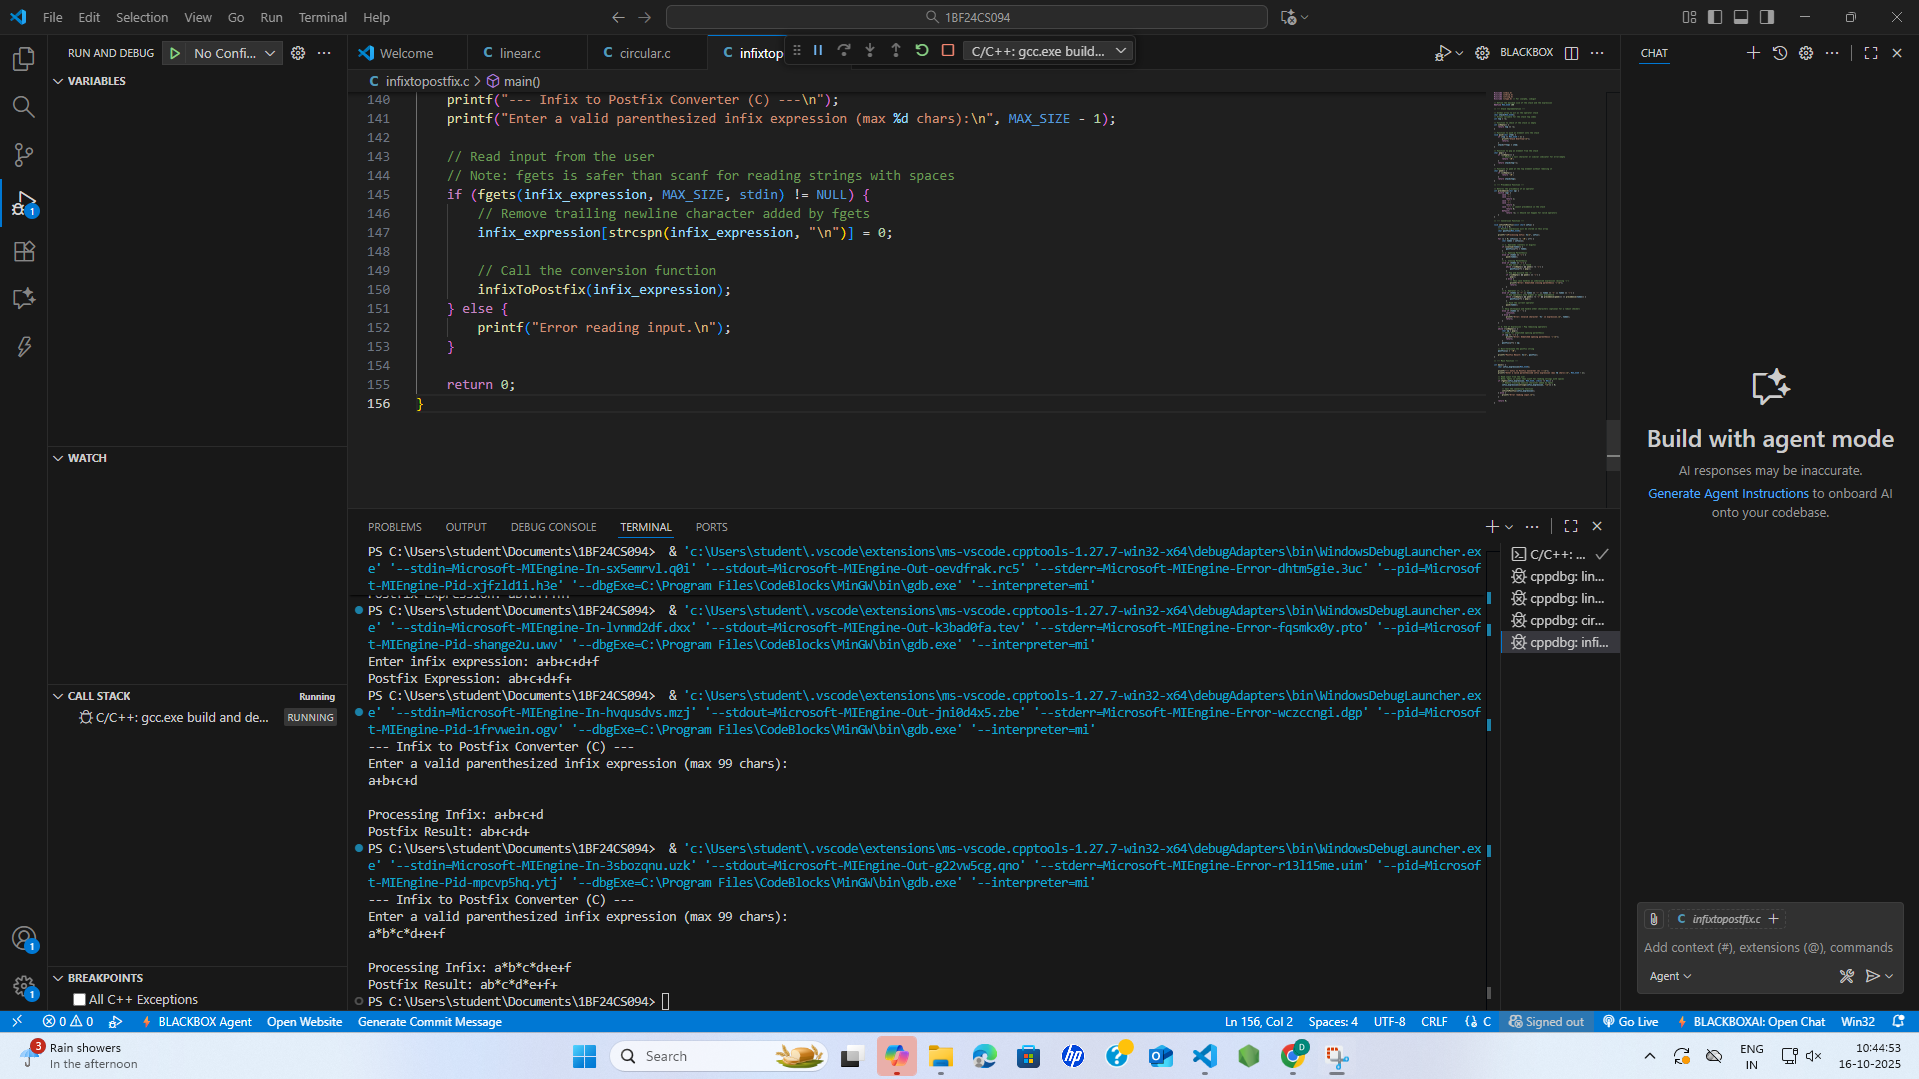 File Edit Selection View Go Run Terminal Help
1BF24CS094
RUN AND DEBUG No Confi...
Welcome linear.c circular.c infixtop C/C++: gcc.exe build...
BLACKBOX
CHAT
VARIABLES
infixtopostfix.c > main()
140 printf("--- Infix to Postfix Converter (C) ---\n");
141 printf("Enter a valid parenthesized infix expression (max %d chars):\n", MAX_SIZE - 1);
142
143 // Read input from the user
144 // Note: fgets is safer than scanf for reading strings with spaces
145 if (fgets(infix_expression, MAX_SIZE, stdin) != NULL) {
146 // Remove trailing newline character added by fgets
147 infix_expression[strcspn(infix_expression, "\n")] = 0;
148
149 // Call the conversion function
150 infixToPostfix(infix_expression);
151 } else {
152 printf("Error reading input.\n");
153 }
154
155 return 0;
156 }
WATCH
CALL STACK Running
C/C++: gcc.exe build and de... RUNNING
BREAKPOINTS
All C++ Exceptions
PROBLEMS OUTPUT DEBUG CONSOLE TERMINAL PORTS
PS C:\Users\student\Documents\1BF24CS094> & 'c:\Users\student\.vscode\extensions\ms-vscode.cpptools-1.27.7-win32-x64\debugAdapters\bin\WindowsDebugLauncher.ex
e' '--stdin=Microsoft-MIEngine-In-sx5emrvl.q0i' '--stdout=Microsoft-MIEngine-Out-oevdfrak.rc5' '--stderr=Microsoft-MIEngine-Error-dhtm5gie.3uc' '--pid=Microsof
t-MIEngine-Pid-xjfzld1i.h3e' '--dbgExe=C:\Program Files\CodeBlocks\MinGW\bin\gdb.exe' '--interpreter=mi'
PS C:\Users\student\Documents\1BF24CS094> & 'c:\Users\student\.vscode\extensions\ms-vscode.cpptools-1.27.7-win32-x64\debugAdapters\bin\WindowsDebugLauncher.ex
e' '--stdin=Microsoft-MIEngine-In-lvnmd2df.dxx' '--stdout=Microsoft-MIEngine-Out-k3bad0fa.tev' '--stderr=Microsoft-MIEngine-Error-fqsmkx0y.pto' '--pid=Microsof
t-MIEngine-Pid-shange2u.uwv' '--dbgExe=C:\Program Files\CodeBlocks\MinGW\bin\gdb.exe' '--interpreter=mi'
Enter infix expression: a+b+c+d+f
Postfix Expression: ab+c+d+f+
PS C:\Users\student\Documents\1BF24CS094> & 'c:\Users\student\.vscode\extensions\ms-vscode.cpptools-1.27.7-win32-x64\debugAdapters\bin\WindowsDebugLauncher.ex
e' '--stdin=Microsoft-MIEngine-In-hvqusdvs.mzj' '--stdout=Microsoft-MIEngine-Out-jni0d4x5.zbe' '--stderr=Microsoft-MIEngine-Error-wczccngi.dgp' '--pid=Microsof
t-MIEngine-Pid-1frvwein.ogv' '--dbgExe=C:\Program Files\CodeBlocks\MinGW\bin\gdb.exe' '--interpreter=mi'
--- Infix to Postfix Converter (C) ---
Enter a valid parenthesized infix expression (max 99 chars):
a+b+c+d
Processing Infix: a+b+c+d
Postfix Result: ab+c+d+
PS C:\Users\student\Documents\1BF24CS094> & 'c:\Users\student\.vscode\extensions\ms-vscode.cpptools-1.27.7-win32-x64\debugAdapters\bin\WindowsDebugLauncher.ex
e' '--stdin=Microsoft-MIEngine-In-3sbozqnu.uzk' '--stdout=Microsoft-MIEngine-Out-g22vw5cg.qno' '--stderr=Microsoft-MIEngine-Error-r13l15me.uim' '--pid=Microsof
t-MIEngine-Pid-mpcvp5hq.ytj' '--dbgExe=C:\Program Files\CodeBlocks\MinGW\bin\gdb.exe' '--interpreter=mi'
--- Infix to Postfix Converter (C) ---
Enter a valid parenthesized infix expression (max 99 chars):
a*b*c*d+e+f
Processing Infix: a*b*c*d+e+f
Postfix Result: ab*c*d*e+f+
PS C:\Users\student\Documents\1BF24CS094>
C/C++: ...
cppdbg: lin...
cppdbg: lin...
cppdbg: cir...
cppdbg: infi...
Build with agent mode
AI responses may be inaccurate.
Generate Agent Instructions to onboard AI
onto your codebase.
infixtopostfix.c
Add context (#), extensions (@), commands
Agent
0 0 BLACKBOX Agent Open Website Generate Commit Message
Ln 156, Col 2 Spaces: 4 UTF-8 CRLF {} C Signed out Go Live BLACKBOXAI: Open Chat Win32
3 Rain showers
In the afternoon
Search
ENG
IN
10:44:53
16-10-2025